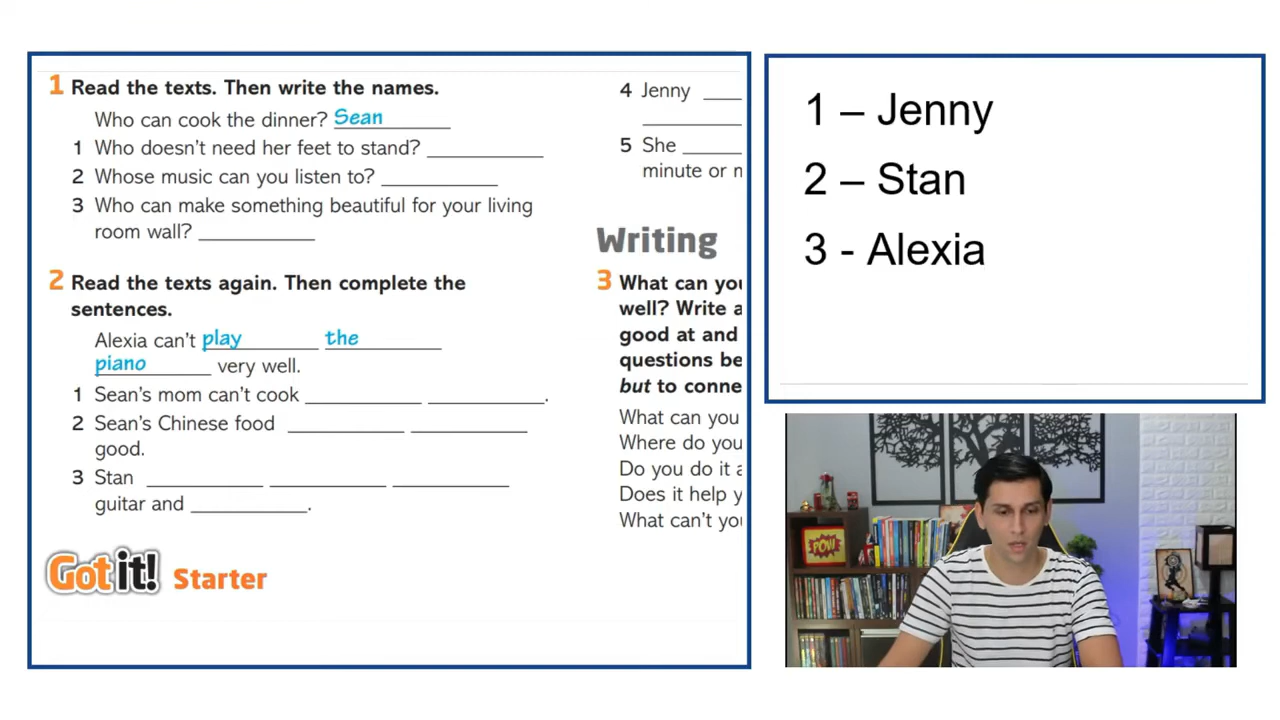 1 Read the texts. Then write the names.
Who can cook the dinner? Sean
1 Who doesn't need her feet to stand?
2 Whose music can you listen to?
3 Who can make something beautiful for your living
room wall?
2 Read the texts again. Then complete the
sentences.
Alexia can't play the
piano very well.
1 Sean's mom can't cook .
2 Sean's Chinese food
good.
3 Stan
guitar and .
Got it! Starter
4 Jenny
5 She
minute or
Writing
3 What can
well? Write
good at and
questions
but to
What can you
Where do
Do you do it
Does it help
What can't
1 – Jenny
2 – Stan
3 - Alexia
POW!